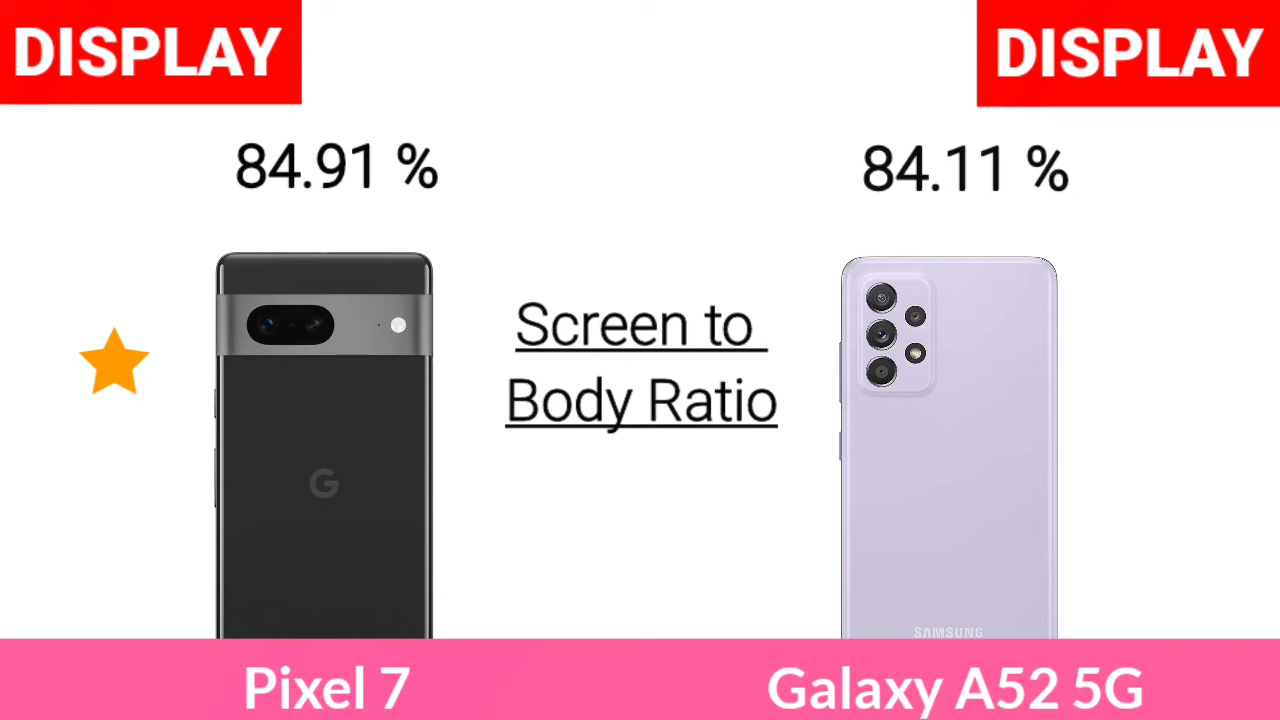 DISPLAY
DISPLAY
84.91 %
84.11 %
Screen to
Body Ratio
G
SAMSUNG
Pixel 7
Galaxy A52 5G